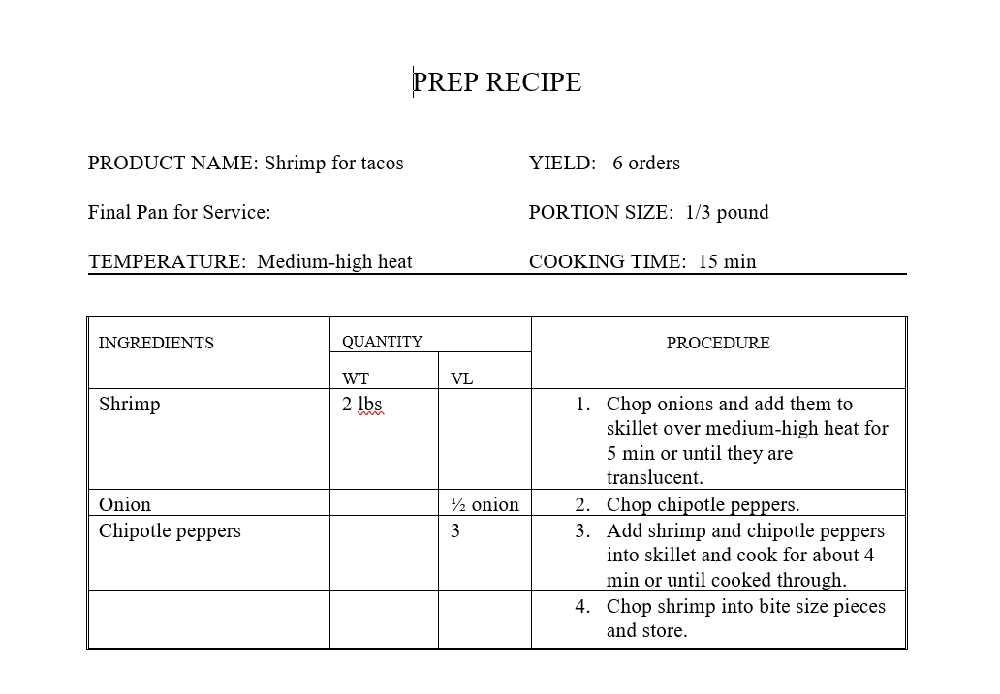 PREP RECIPE
PRODUCT NAME: Shrimp for tacos YIELD: 6 orders
Final Pan for Service: PORTION SIZE: 1/3 pound
TEMPERATURE: Medium-high heat COOKING TIME: 15 min
INGREDIENTS QUANTITY PROCEDURE
WT VL
Shrimp 2 lbs 1. Chop onions and add them to
skillet over medium-high heat for
5 min or until they are
translucent.
Onion ½ onion 2. Chop chipotle peppers.
Chipotle peppers 3 3. Add shrimp and chipotle peppers
into skillet and cook for about 4
min or until cooked through.
4. Chop shrimp into bite size pieces
and store.